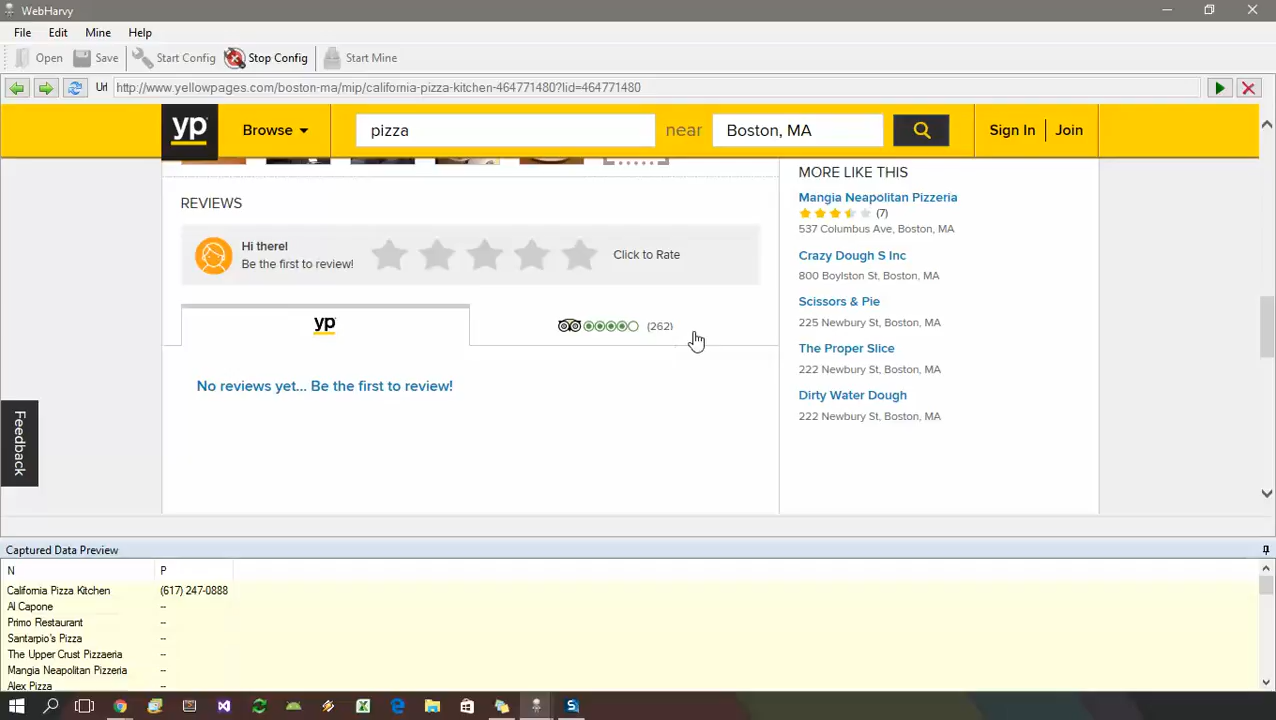 WebHarvy
File Edit Mine Help
Open Save Start Config Stop Config Start Mine
Url http://www.yellowpages.com/boston-ma/mip/california-pizza-kitchen-464771480?lid=464771480
yp Browse pizza near Boston, MA Sign In Join
REVIEWS
Hi there!
Be the first to review!
Click to Rate
yp
(262)
No reviews yet... Be the first to review!
MORE LIKE THIS
Mangia Neapolitan Pizzeria
(7)
537 Columbus Ave, Boston, MA
Crazy Dough S Inc
800 Boylston St, Boston, MA
Scissors & Pie
225 Newbury St, Boston, MA
The Proper Slice
222 Newbury St, Boston, MA
Dirty Water Dough
222 Newbury St, Boston, MA
Feedback
Captured Data Preview
N P
California Pizza Kitchen (617) 247-0888
Al Capone --
Primo Restaurant --
Santarpio's Pizza --
The Upper Crust Pizzaeria --
Mangia Neapolitan Pizzeria --
Alex Pizza --